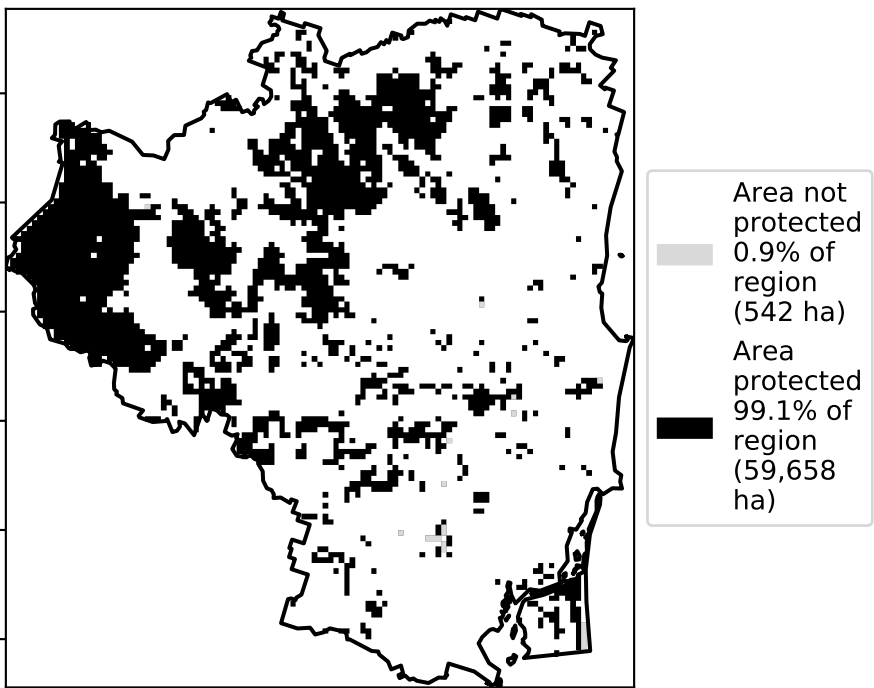 Area not
protected
0.9% of
region
(542 ha)
Area
protected
99.1% of
region
(59,658
ha)